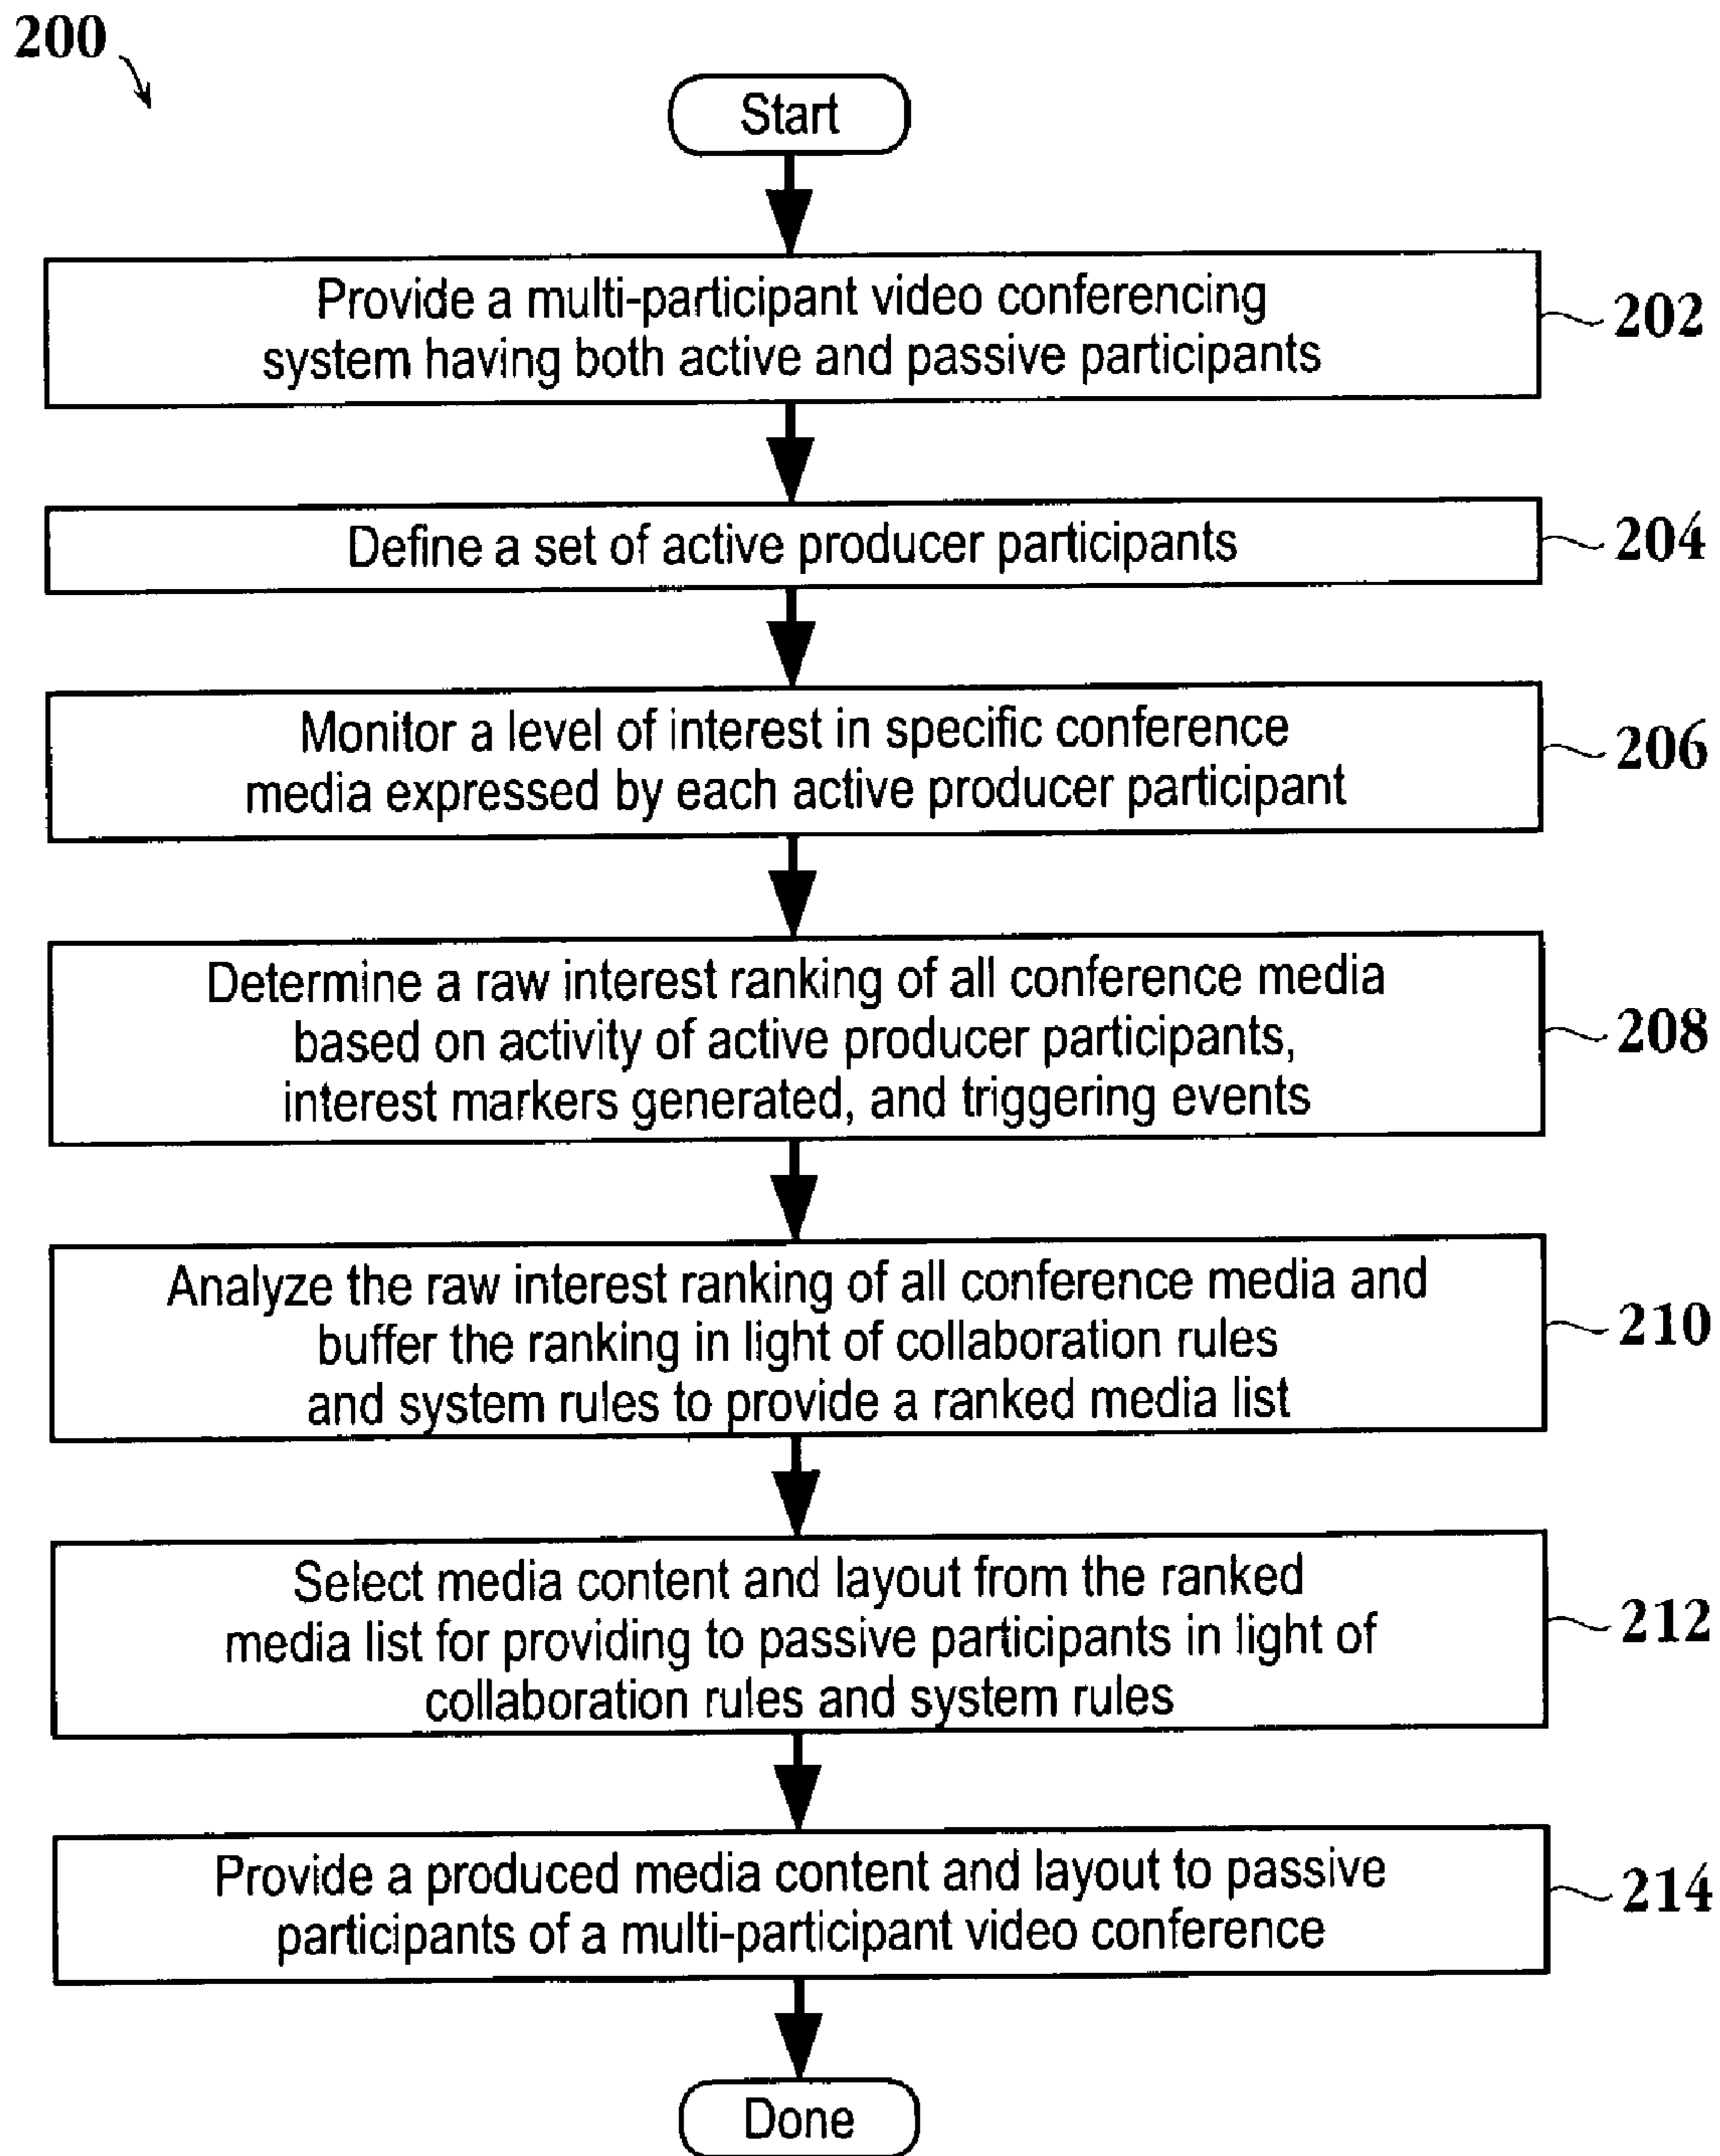 200
Start
Provide a multi-participant video conferencing
system having both active and passive participants
202
Define a set of active producer participants
204
Monitor a level of interest in specific conference
media expressed by each active producer participant
206
Determine a raw interest ranking of all conference media
based on activity of active producer participants,
interest markers generated, and triggering events
208
Analyze the raw interest ranking of all conference media and
buffer the ranking in light of collaboration rules
and system rules to provide a ranked media list
210
Select media content and layout from the ranked
media list for providing to passive participants in light of
collaboration rules and system rules
212
Provide a produced media content and layout to passive
participants of a multi-participant video conference
214
Done